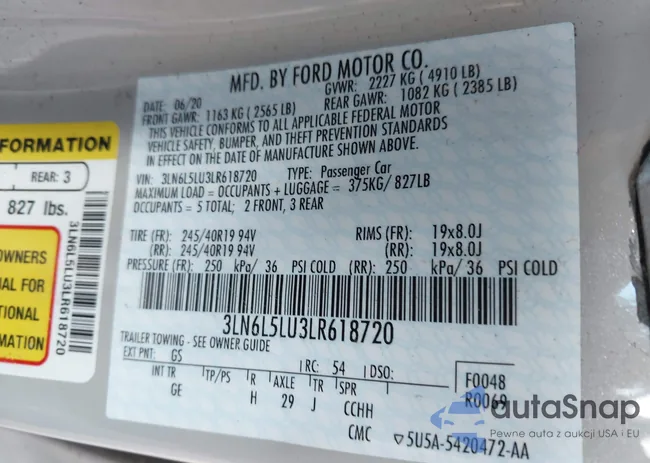 MFD. BY FORD MOTOR CO.
DATE: 06/20 GVWR: 2227 KG ( 4910 LB)
FRONT GAWR: 1163 KG ( 2565 LB) REAR GAWR: 1082 KG ( 2385 LB)
THIS VEHICLE CONFORMS TO ALL APPLICABLE FEDERAL MOTOR
VEHICLE SAFETY, BUMPER, AND THEFT PREVENTION STANDARDS
IN EFFECT ON THE DATE OF MANUFACTURE SHOWN ABOVE.
VIN: 3LN6L5LU3LR618720 TYPE: Passenger Car
MAXIMUM LOAD = OCCUPANTS + LUGGAGE = 375KG/ 827LB
OCCUPANTS = 5 TOTAL; 2 FRONT, 3 REAR
TIRE (FR): 245/40R19 94V RIMS (FR): 19x8.0J
(RR): 245/40R19 94V (RR): 19x8.0J
PRESSURE (FR): 250 kPa/ 36 PSI COLD (RR): 250 kPa/ 36 PSI COLD
3LN6L5LU3LR618720
TRAILER TOWING - SEE OWNER GUIDE
EXT PNT: GS RC: 54 DSO: F0048
INT TR TP/PS R AXLE TR SPR R0069
GE H 29 J CCHH
CMC 5U5A-5420472-AA
FORMATION
REAR: 3
827 lbs.
OWNERS
UAL FOR
TIONAL
MATION
3LN6L5LU3LR618720
autaSnap
Pewne auta z aukcji USA i EU